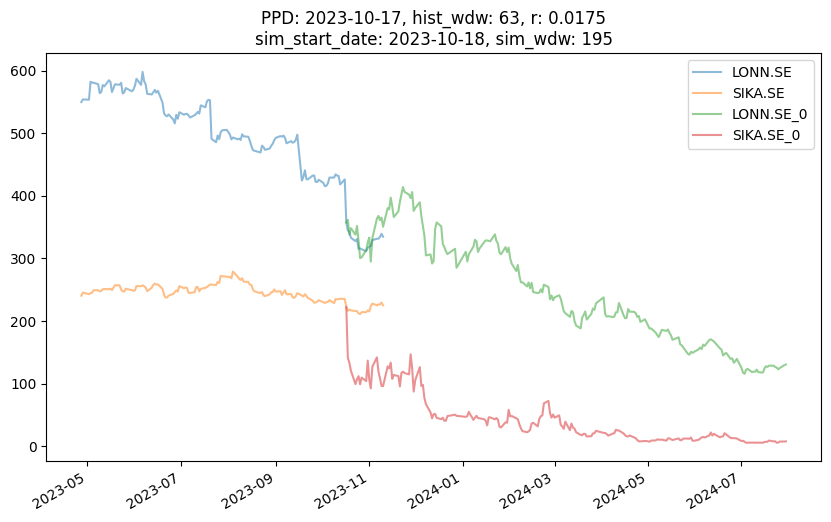 PPD: 2023-10-17, hist_wdw: 63, r: 0.0175
sim_start_date: 2023-10-18, sim_wdw: 195
LONN.SE
SIKA.SE
LONN.SE_0
SIKA.SE_0
600
500
400
300
200
100
0
2023-05
2023-07
2023-09
2023-11
2024-01
2024-03
2024-05
2024-07